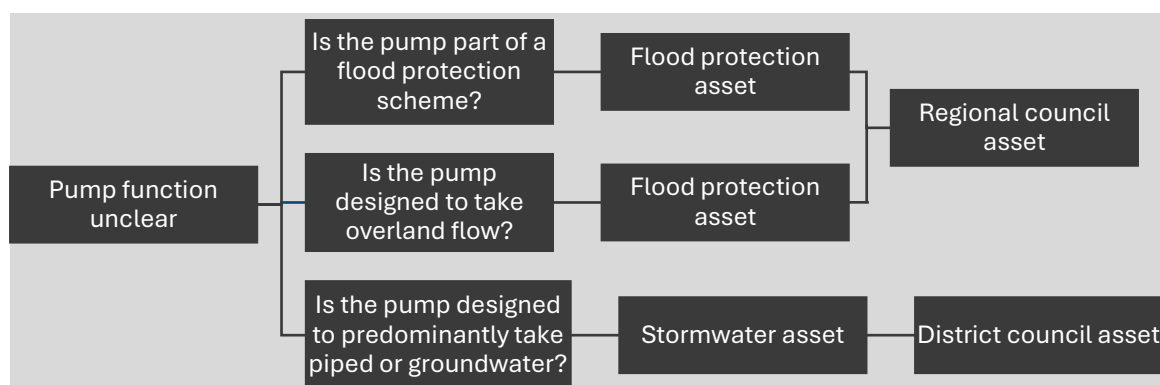 Pump function
unclear
Is the pump part of a
flood protection
scheme?
Flood protection
asset
Is the pump
designed to take
overland flow?
Flood protection
asset
Regional council
asset
Is the pump designed
to predominantly take
piped or groundwater?
Stormwater asset
District council asset